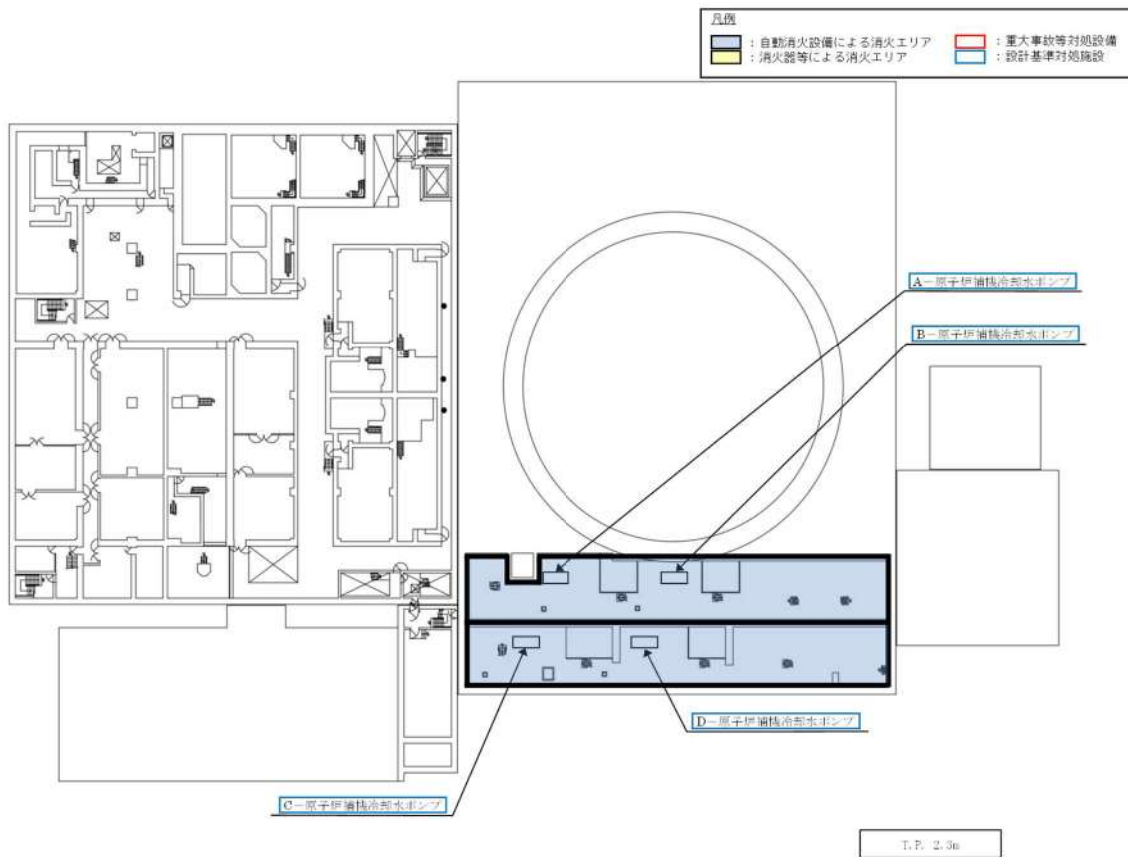 凡例
：自動消火設備による消火エリア
：重大事故等対処設備
：消火器等による消火エリア
：設計基準対処施設
A－原子炉補機冷却水ポンプ
B－原子炉補機冷却水ポンプ
D－原子炉補機冷却水ポンプ
C－原子炉補機冷却水ポンプ
T.P. 2.3m